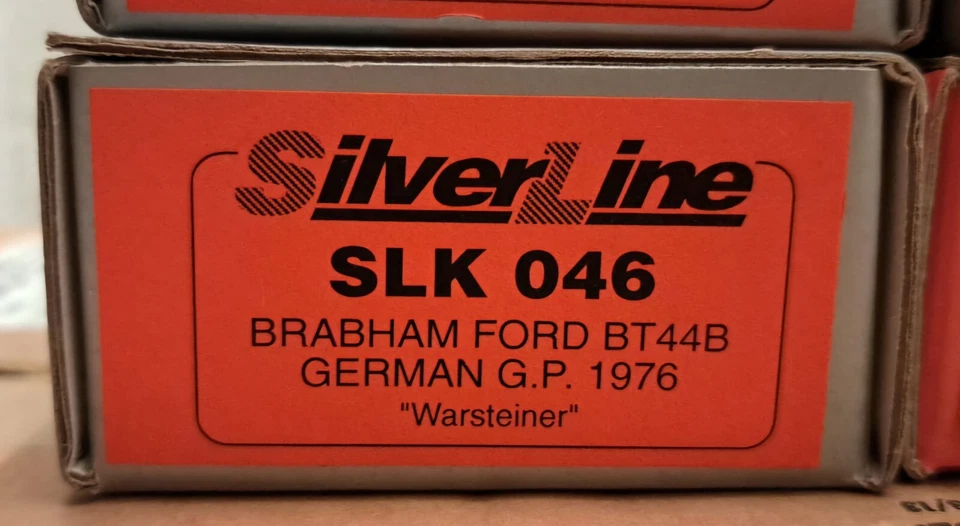 SilverLine
SLK 046
BRABHAM FORD BT44B
GERMAN G.P. 1976
"Warsteiner"